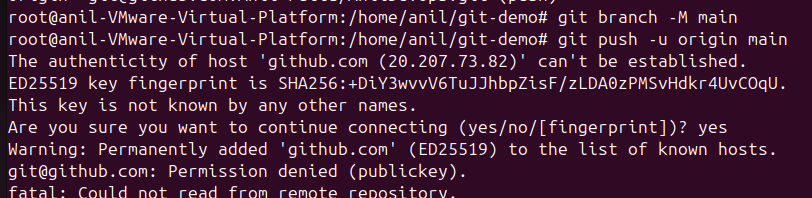 root@anil-VMware-Virtual-Platform:/home/anil/git-demo# git branch -M main
root@anil-VMware-Virtual-Platform:/home/anil/git-demo# git push -u origin main
The authenticity of host 'github.com (20.207.73.82)' can't be established.
ED25519 key fingerprint is SHA256:+DiY3wvvV6TuJJhbpZisF/zLDA0zPMSvHdkr4UvCOqU.
This key is not known by any other names.
Are you sure you want to continue connecting (yes/no/[fingerprint])? yes
Warning: Permanently added 'github.com' (ED25519) to the list of known hosts.
git@github.com: Permission denied (publickey).
fatal: Could not read from remote repository.